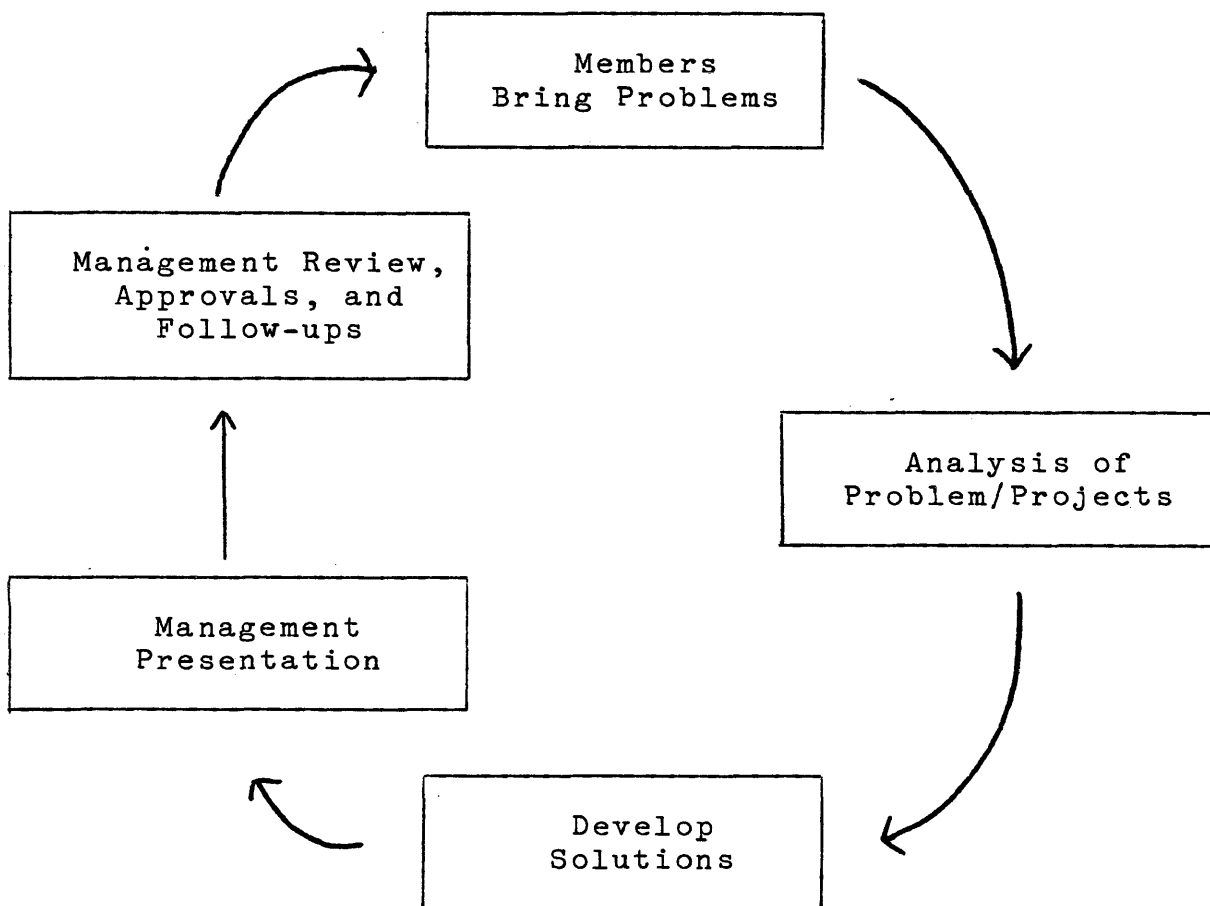 Members
Bring Problems
Management Review,
Approvals, and
Follow-ups
Analysis of
Problem/Projects
Management
Presentation
Develop
Solutions